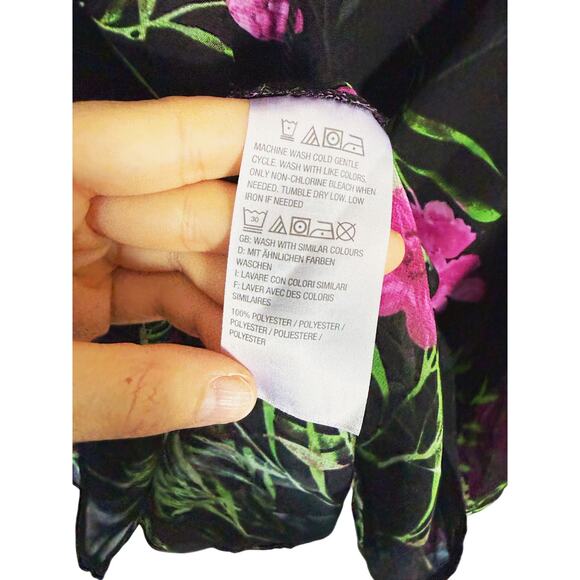 MACHINE WASH COLD GENTLE
CYCLE. WASH WITH LIKE COLORS.
ONLY NON-CHLORINE BLEACH WHEN
NEEDED. TUMBLE DRY LOW. LOW
IRON IF NEEDED
30
GB: WASH WITH SIMILAR COLOURS
D: MIT ÄHNLICHEN FARBEN
WASCHEN
I: LAVARE CON COLORI SIMILARI
F: LAVER AVEC DES COLORIS
SIMILAIRES
100% POLYESTER / POLYESTER /
POLYESTER / POLIESTERE /
POLYESTER